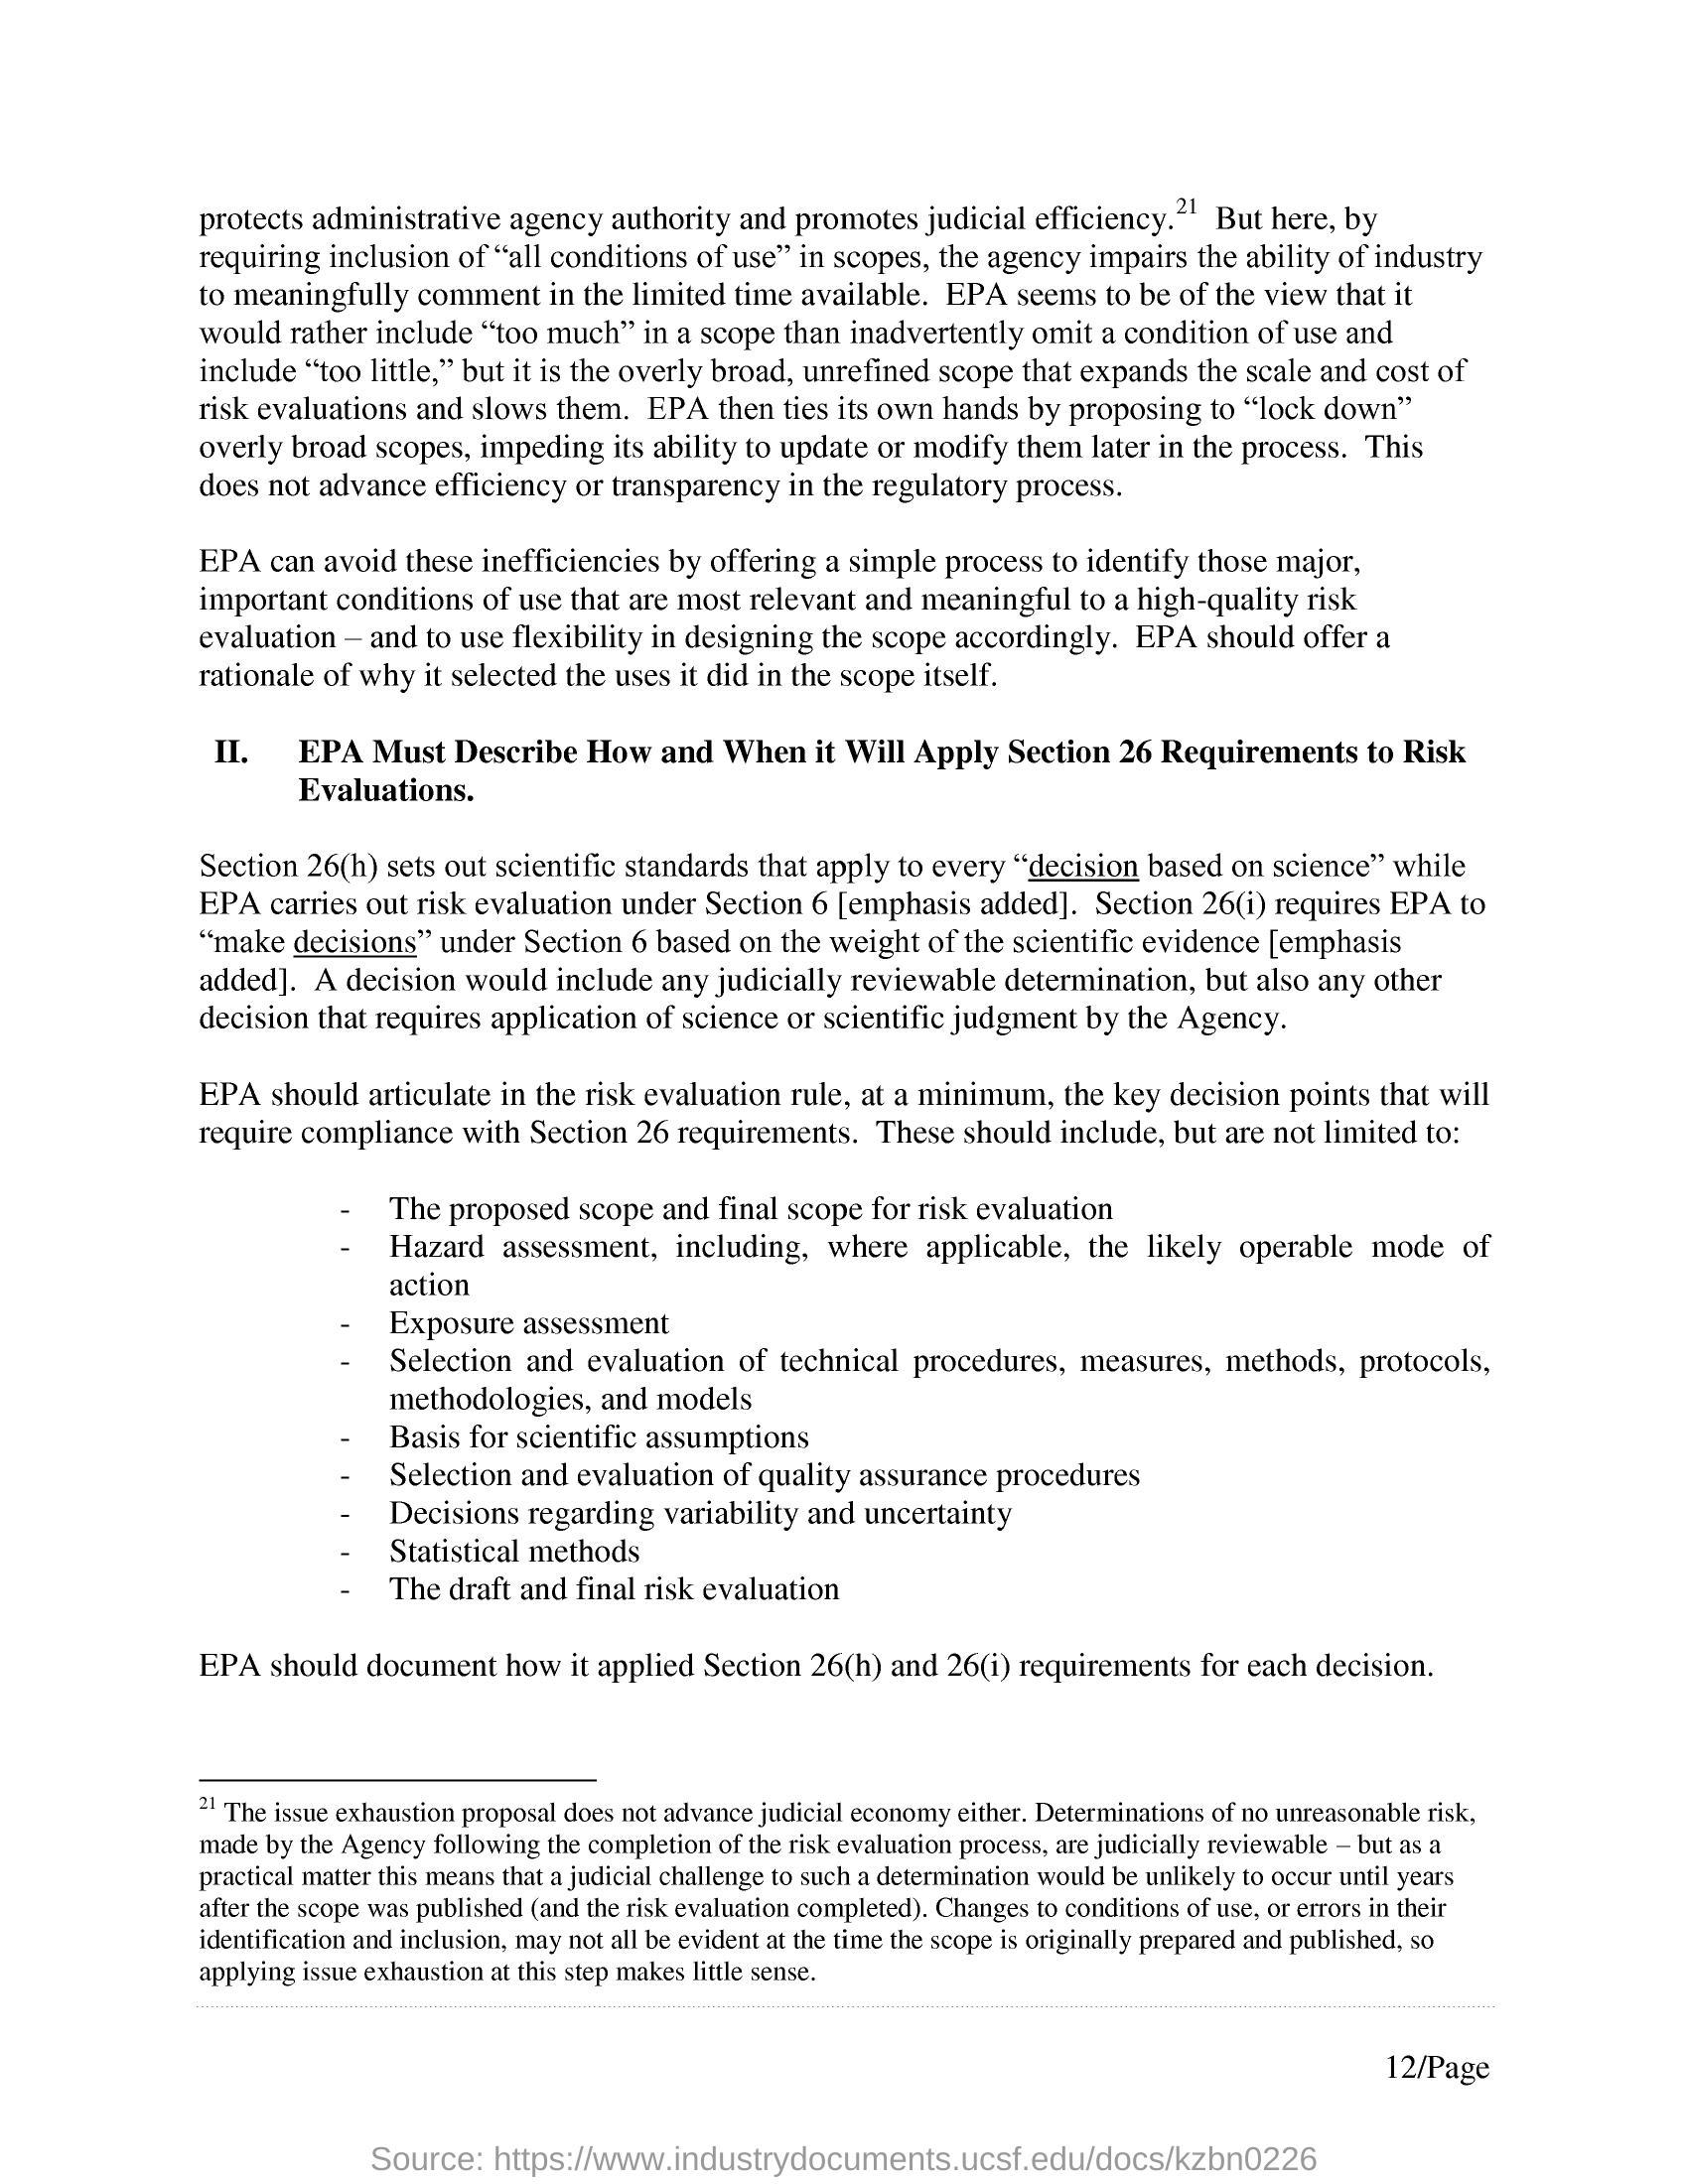 protects administrative agency authority and promotes judicial efficiency.21 But here, by
requiring inclusion of “all conditions of use” in scopes, the agency impairs the ability of industry
to meaningfully comment in the limited time available. EPA seems to be of the view that it
would rather include “too much” in a scope than inadvertently omit a condition of use and
include “too little,” but it is the overly broad, unrefined scope that expands the scale and cost of
risk evaluations and slows them. EPA then ties its own hands by proposing to “lock down”
overly broad scopes, impeding its ability to update or modify them later in the process. This
does not advance efficiency or transparency in the regulatory process.
EPA can avoid these inefficiencies by offering a simple process to identify those major,
important conditions of use that are most relevant and meaningful to a high-quality risk
evaluation – and to use flexibility in designing the scope accordingly. EPA should offer a
rationale of why it selected the uses it did in the scope itself.
II. EPA Must Describe How and When it Will Apply Section 26 Requirements to Risk
Evaluations.
Section 26(h) sets out scientific standards that apply to every “decision based on science” while
EPA carries out risk evaluation under Section 6 [emphasis added]. Section 26(i) requires EPA to
“make decisions” under Section 6 based on the weight of the scientific evidence [emphasis
added]. A decision would include any judicially reviewable determination, but also any other
decision that requires application of science or scientific judgment by the Agency.
EPA should articulate in the risk evaluation rule, at a minimum, the key decision points that will
require compliance with Section 26 requirements. These should include, but are not limited to:
- The proposed scope and final scope for risk evaluation
- Hazard assessment, including, where applicable, the likely operable mode of
action
- Exposure assessment
- Selection and evaluation of technical procedures, measures, methods, protocols,
methodologies, and models
- Basis for scientific assumptions
- Selection and evaluation of quality assurance procedures
- Decisions regarding variability and uncertainty
- Statistical methods
- The draft and final risk evaluation
EPA should document how it applied Section 26(h) and 26(i) requirements for each decision.
21 The issue exhaustion proposal does not advance judicial economy either. Determinations of no unreasonable risk,
made by the Agency following the completion of the risk evaluation process, are judicially reviewable – but as a
practical matter this means that a judicial challenge to such a determination would be unlikely to occur until years
after the scope was published (and the risk evaluation completed). Changes to conditions of use, or errors in their
identification and inclusion, may not all be evident at the time the scope is originally prepared and published, so
applying issue exhaustion at this step makes little sense.
12/Page
Source: https://www.industrydocuments.ucsf.edu/docs/kzbn0226